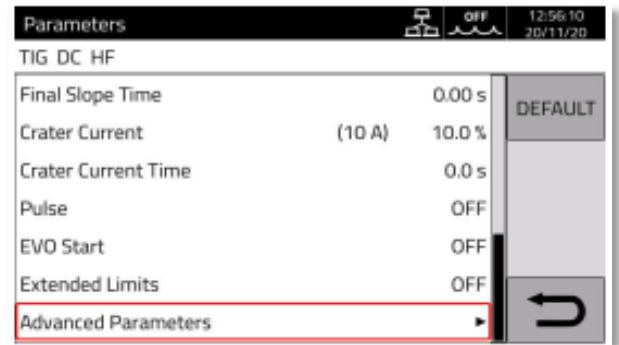 Parameters OFF 12:56:10
20/11/20
TIG DC HF
Final Slope Time 0.00 s DEFAULT
Crater Current (10 A) 10.0 %
Crater Current Time 0.0 s
Pulse OFF
EVO Start OFF
Extended Limits OFF
Advanced Parameters